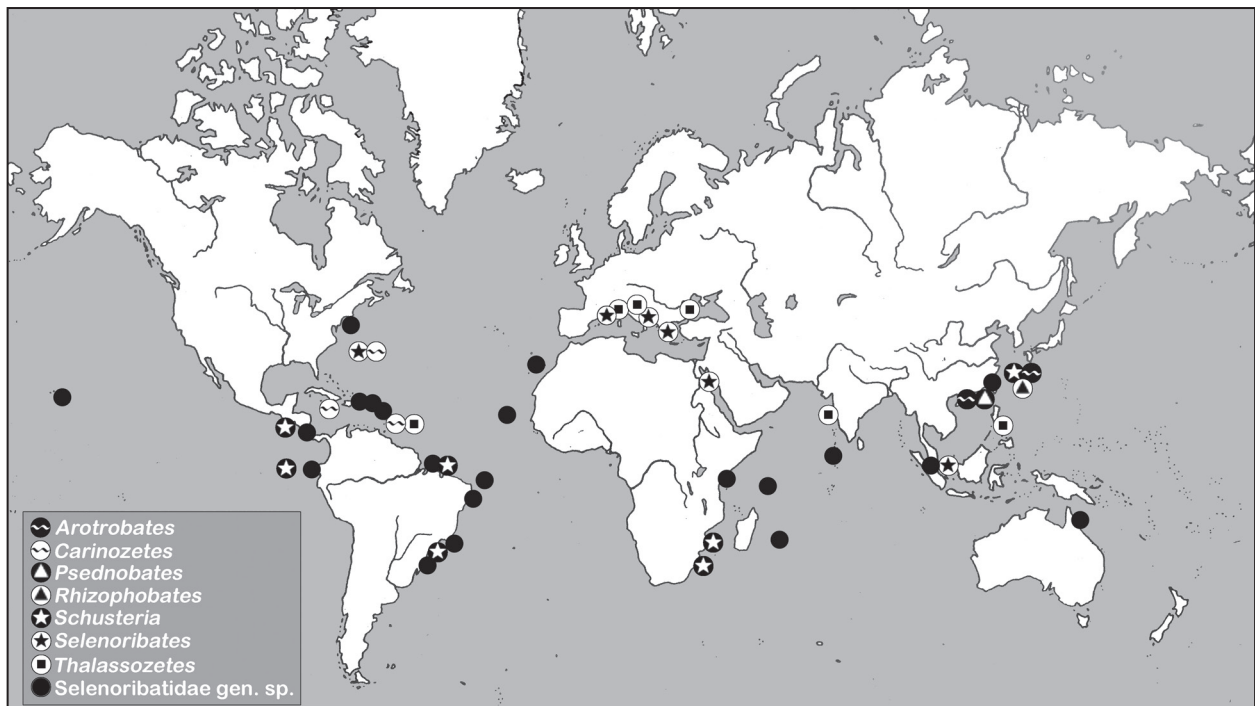 Arotrobates
Carinozetes
Psednobates
Rhizophobates
Schusteria
Selenoribates
Thalassozetes
Selenoribatidae gen. sp.